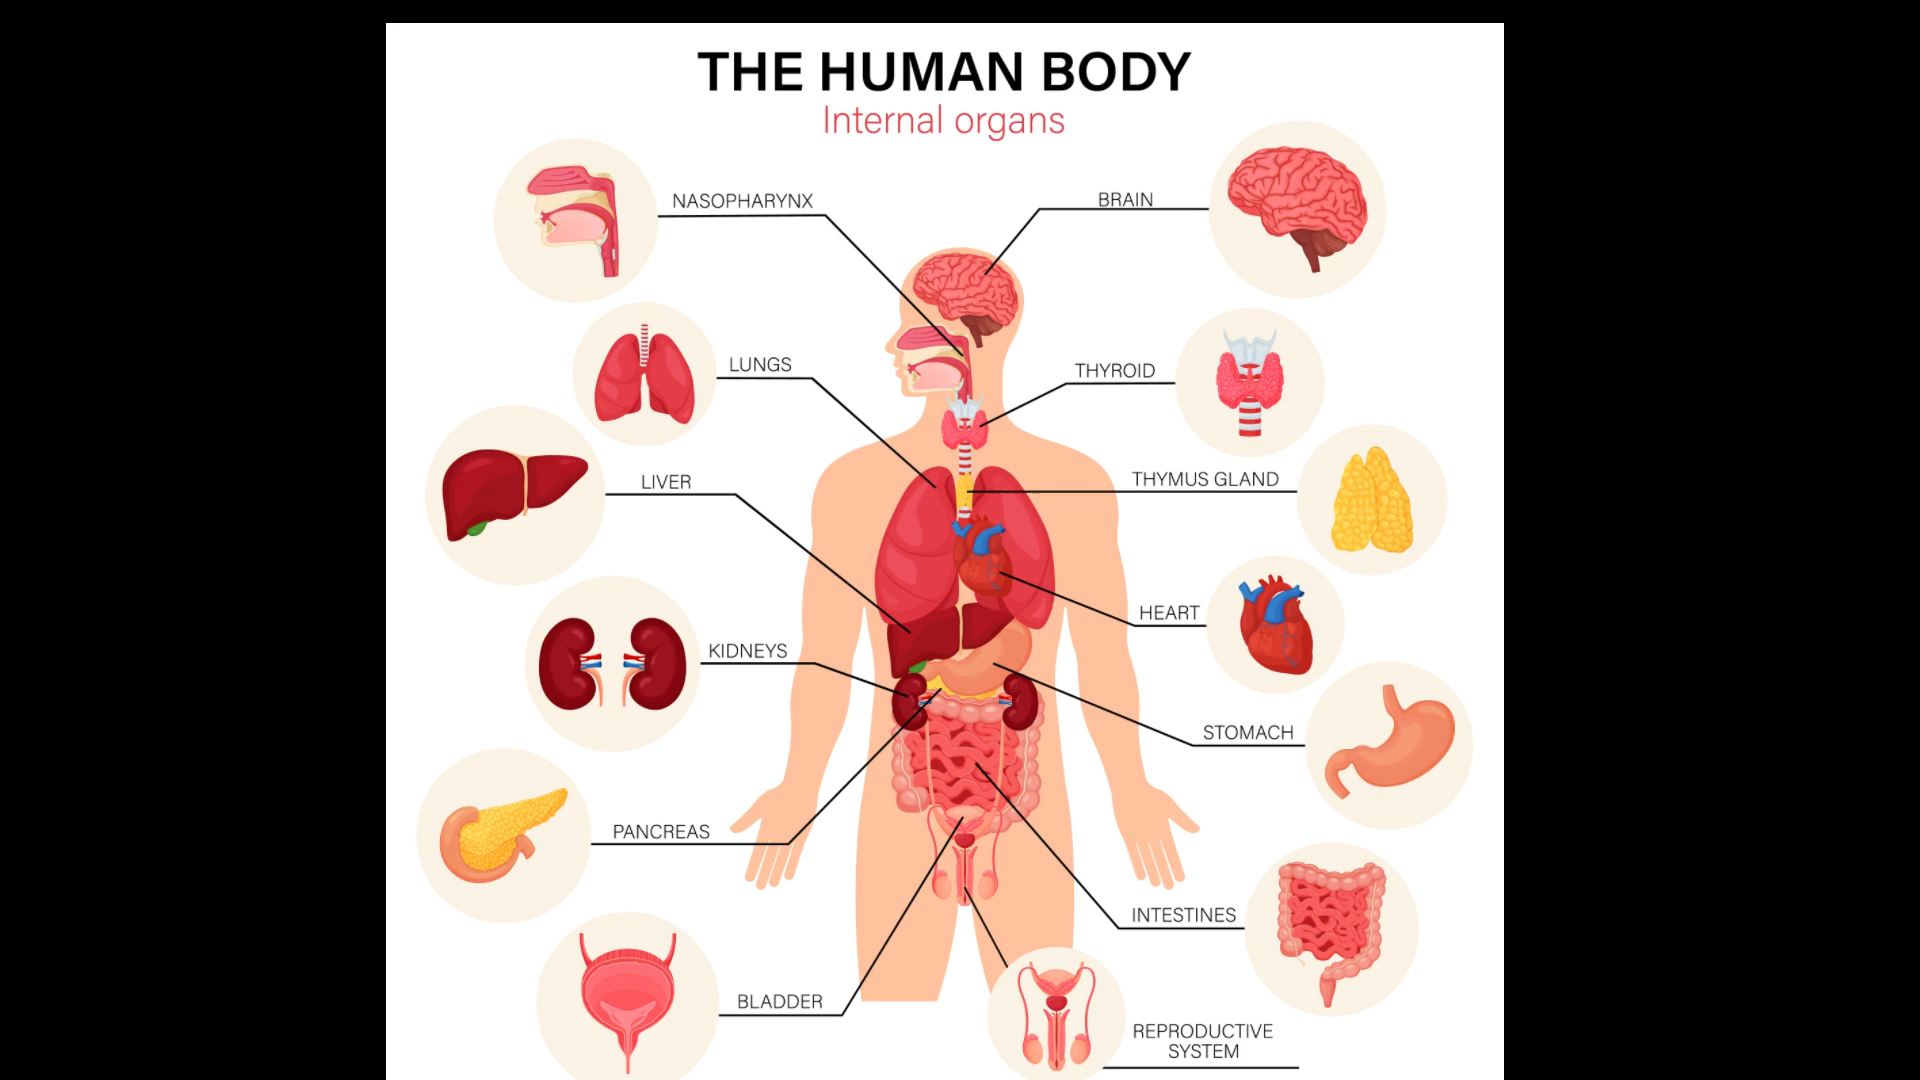 THE HUMAN BODY
Internal organs
NASOPHARYNX
BRAIN
LUNGS
THYROID
LIVER
THYMUS GLAND
HEART
KIDNEYS
STOMACH
PANCREAS
INTESTINES
BLADDER
REPRODUCTIVE
SYSTEM